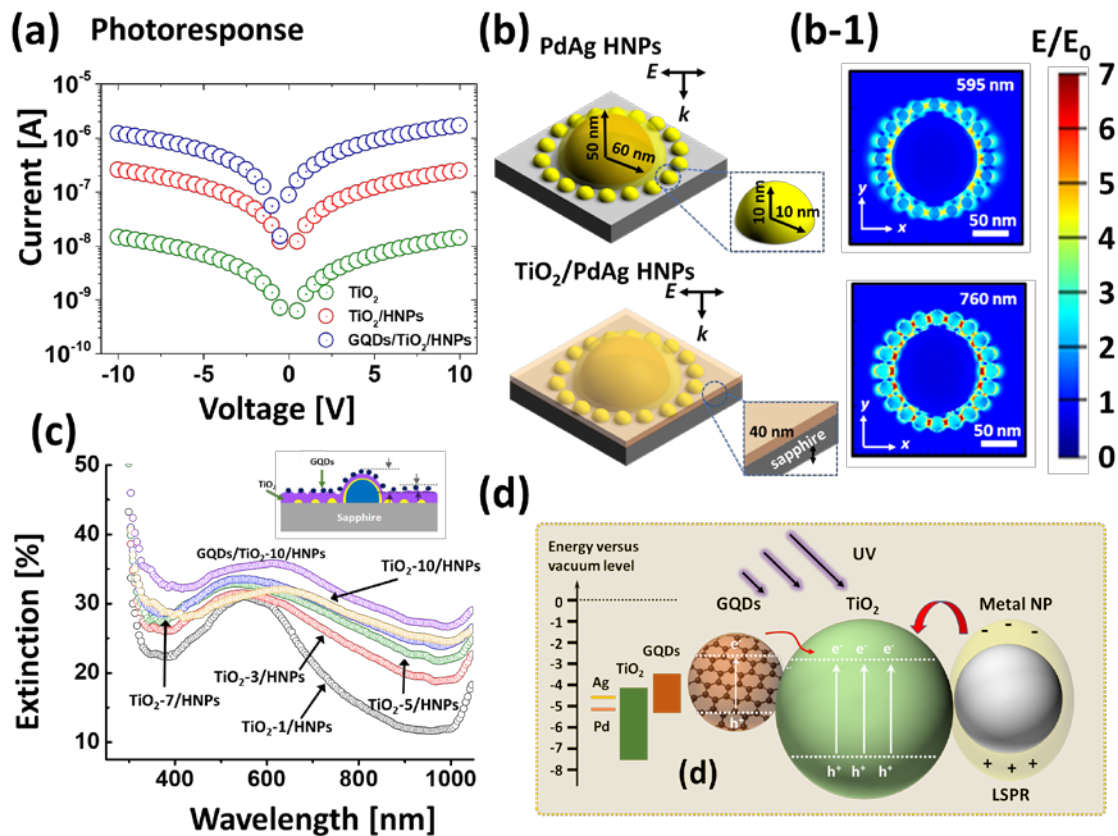 (a) Photoresponse
Current [A]
10-5
10-6
10-7
10-8
10-9
10-10
TiO2
TiO2/HNPs
GQDs/TiO2/HNPs
-10 -5 0 5 10
Voltage [V]
(b)
PdAg HNPs
E
k
50 nm
60 nm
10 nm
10 nm
TiO2/PdAg HNPs
E
k
40 nm
sapphire
(b-1)
E/E0
595 nm
y
x
50 nm
760 nm
y
x
50 nm
7
6
5
4
3
2
1
0
(c)
Extinction [%]
50
40
30
20
10
GQDs
TiO2
Sapphire
GQDs/TiO2-10/HNPs
TiO2-10/HNPs
TiO2-7/HNPs
TiO2-3/HNPs
TiO2-5/HNPs
TiO2-1/HNPs
400 600 800 1000
Wavelength [nm]
(d)
Energy versus
vacuum level
UV
0
-1
-2
-3
-4
-5
-6
-7
-8
GQDs
TiO2
Metal NP
Ag
Pd
TiO2
GQDs
e-
h+
e- e- e-
h+ h+ h+
- - -
+ + +
LSPR
(d)